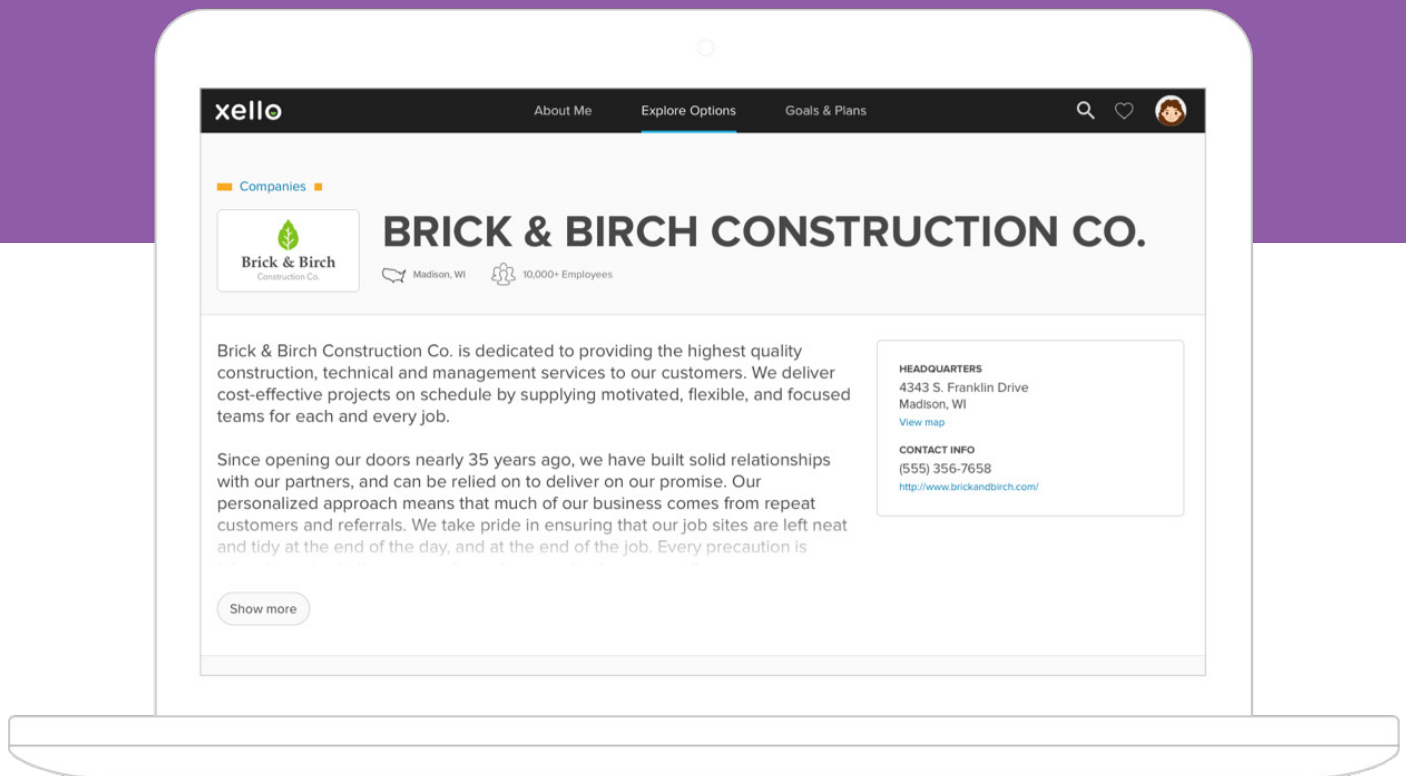 xello
About Me
Explore Options
Goals & Plans
Companies
Brick & Birch
Construction Co.
BRICK & BIRCH CONSTRUCTION CO.
Madison, WI
10,000+ Employees
Brick & Birch Construction Co. is dedicated to providing the highest quality
construction, technical and management services to our customers. We deliver
cost-effective projects on schedule by supplying motivated, flexible, and focused
teams for each and every job.
Since opening our doors nearly 35 years ago, we have built solid relationships
with our partners, and can be relied on to deliver on our promise. Our
personalized approach means that much of our business comes from repeat
customers and referrals. We take pride in ensuring that our job sites are left neat
and tidy at the end of the day, and at the end of the job. Every precaution is
Show more
HEADQUARTERS
4343 S. Franklin Drive
Madison, WI
View map
CONTACT INFO
(555) 356-7658
http://www.brickandbirch.com/